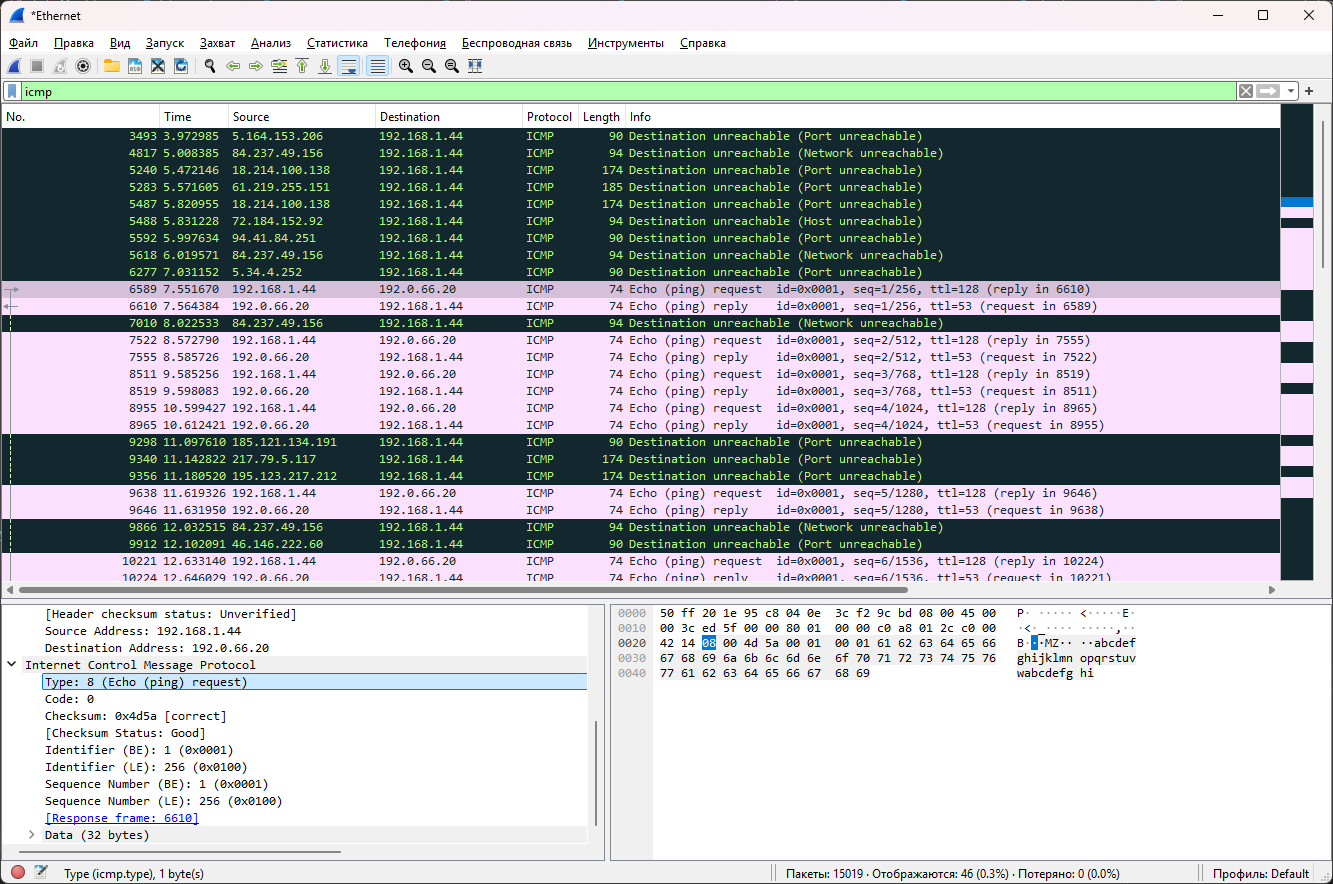 *Ethernet
Файл Правка Вид Запуск Захват Анализ Статистика Телефония Беспроводная связь Инструменты Справка
icmp
No. Time Source Destination Protocol Length Info
3493 3.972985 5.164.153.206 192.168.1.44 ICMP 90 Destination unreachable (Port unreachable)
4817 5.008385 84.237.49.156 192.168.1.44 ICMP 94 Destination unreachable (Network unreachable)
5240 5.472146 18.214.100.138 192.168.1.44 ICMP 174 Destination unreachable (Port unreachable)
5283 5.571605 61.219.255.151 192.168.1.44 ICMP 185 Destination unreachable (Port unreachable)
5487 5.820955 18.214.100.138 192.168.1.44 ICMP 174 Destination unreachable (Port unreachable)
5488 5.831228 72.184.152.92 192.168.1.44 ICMP 94 Destination unreachable (Host unreachable)
5592 5.997634 94.41.84.251 192.168.1.44 ICMP 90 Destination unreachable (Port unreachable)
5618 6.019571 84.237.49.156 192.168.1.44 ICMP 94 Destination unreachable (Network unreachable)
6277 7.031152 5.34.4.252 192.168.1.44 ICMP 90 Destination unreachable (Port unreachable)
6589 7.551670 192.168.1.44 192.0.66.20 ICMP 74 Echo (ping) request id=0x0001, seq=1/256, ttl=128 (reply in 6610)
6610 7.564384 192.0.66.20 192.168.1.44 ICMP 74 Echo (ping) reply id=0x0001, seq=1/256, ttl=53 (request in 6589)
7010 8.022533 84.237.49.156 192.168.1.44 ICMP 94 Destination unreachable (Network unreachable)
7522 8.572790 192.168.1.44 192.0.66.20 ICMP 74 Echo (ping) request id=0x0001, seq=2/512, ttl=128 (reply in 7555)
7555 8.585726 192.0.66.20 192.168.1.44 ICMP 74 Echo (ping) reply id=0x0001, seq=2/512, ttl=53 (request in 7522)
8511 9.585256 192.168.1.44 192.0.66.20 ICMP 74 Echo (ping) request id=0x0001, seq=3/768, ttl=128 (reply in 8519)
8519 9.598083 192.0.66.20 192.168.1.44 ICMP 74 Echo (ping) reply id=0x0001, seq=3/768, ttl=53 (request in 8511)
8955 10.599427 192.168.1.44 192.0.66.20 ICMP 74 Echo (ping) request id=0x0001, seq=4/1024, ttl=128 (reply in 8965)
8965 10.612421 192.0.66.20 192.168.1.44 ICMP 74 Echo (ping) reply id=0x0001, seq=4/1024, ttl=53 (request in 8955)
9298 11.097610 185.121.134.191 192.168.1.44 ICMP 90 Destination unreachable (Port unreachable)
9340 11.142822 217.79.5.117 192.168.1.44 ICMP 174 Destination unreachable (Port unreachable)
9356 11.180520 195.123.217.212 192.168.1.44 ICMP 174 Destination unreachable (Port unreachable)
9638 11.619326 192.168.1.44 192.0.66.20 ICMP 74 Echo (ping) request id=0x0001, seq=5/1280, ttl=128 (reply in 9646)
9646 11.631950 192.0.66.20 192.168.1.44 ICMP 74 Echo (ping) reply id=0x0001, seq=5/1280, ttl=53 (request in 9638)
9866 12.032515 84.237.49.156 192.168.1.44 ICMP 94 Destination unreachable (Network unreachable)
9912 12.102091 46.146.222.60 192.168.1.44 ICMP 90 Destination unreachable (Port unreachable)
10221 12.633140 192.168.1.44 192.0.66.20 ICMP 74 Echo (ping) request id=0x0001, seq=6/1536, ttl=128 (reply in 10224)
10224 12.646029 192.0.66.20 192.168.1.44 ICMP 74 Echo (ping) reply id=0x0001, seq=6/1536, ttl=53 (request in 10221)
[Header checksum status: Unverified]
Source Address: 192.168.1.44
Destination Address: 192.0.66.20
Internet Control Message Protocol
Type: 8 (Echo (ping) request)
Code: 0
Checksum: 0x4d5a [correct]
[Checksum Status: Good]
Identifier (BE): 1 (0x0001)
Identifier (LE): 256 (0x0100)
Sequence Number (BE): 1 (0x0001)
Sequence Number (LE): 256 (0x0100)
[Response frame: 6610]
Data (32 bytes)
0000 50 ff 20 1e 95 c8 04 0e 3c f2 9c bd 08 00 45 00 P· ····· <·····E·
0010 00 3c ed 5f 00 00 80 01 00 00 c0 a8 01 2c c0 00 ·<·_···· ·····,··
0020 42 14 08 00 4d 5a 00 01 00 01 61 62 63 64 65 66 B···MZ·· ··abcdef
0030 67 68 69 6a 6b 6c 6d 6e 6f 70 71 72 73 74 75 76 ghijklmn opqrstuv
0040 77 61 62 63 64 65 66 67 68 69 wabcdefg hi
Type (icmp.type), 1 byte(s)
Пакеты: 15019 · Отображаются: 46 (0.3%) · Потеряно: 0 (0.0%)
Профиль: Default